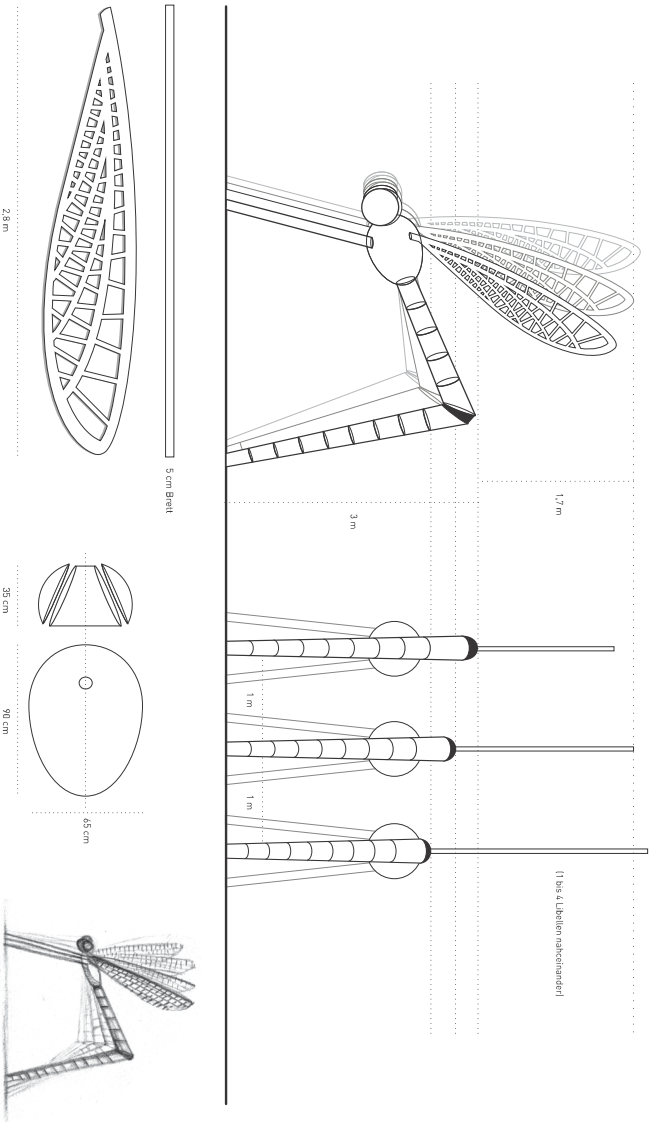 1,7 m
3 m
1 m
1 m
(1 bis 4 Libellen nahceinander)
5 cm Brett
2,8 m
35 cm
90 cm
65 cm